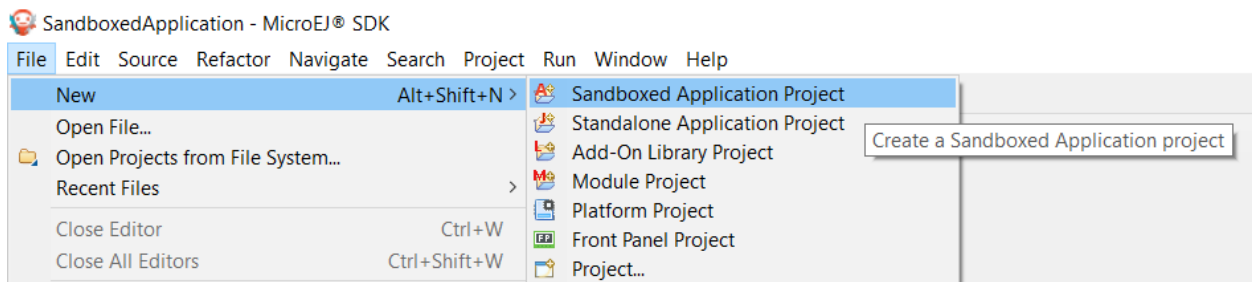 SandboxedApplication - MicroEJ® SDK
File Edit Source Refactor Navigate Search Project Run Window Help
New Alt+Shift+N >
Open File...
Open Projects from File System...
Recent Files >
Close Editor Ctrl+W
Close All Editors Ctrl+Shift+W
Sandboxed Application Project
Standalone Application Project
Add-On Library Project
Module Project
Platform Project
Front Panel Project
Project...
Create a Sandboxed Application project